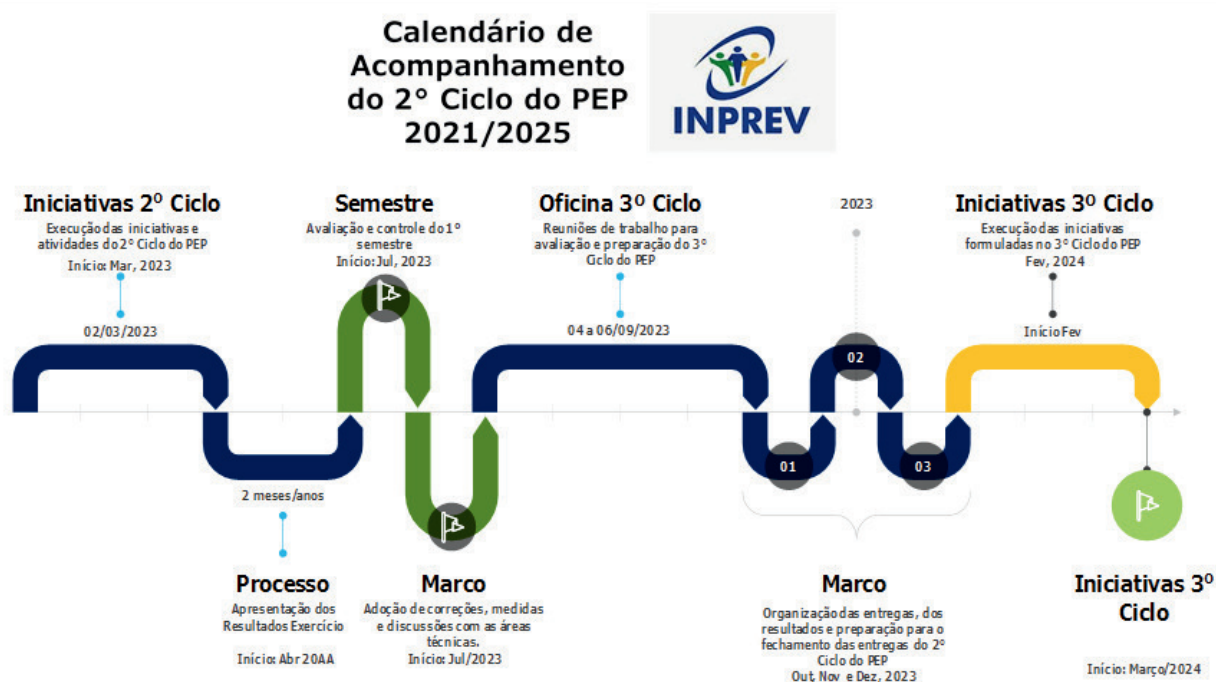 Calendário de
Acompanhamento
do 2° Ciclo do PEP
2021/2025
INPREV
Iniciativas 2º Ciclo
Execução das iniciativas e
atividades do 2° Ciclo do PEP
Início: Mar, 2023
02/03/2023
2 meses/anos
Processo
Apresentação dos
Resultados Exercício
Início: Abr 20AA
Semestre
Avaliação e controle do 1°
semestre
Início: Jul, 2023
Marco
Adoção de correções, medidas
e discussões com as áreas
técnicas.
Início: Jul/2023
Oficina 3º Ciclo
Reuniões de trabalho para
avaliação e preparação do 3°
Ciclo do PEP
04 a 06/09/2023
2023
01
02
03
Marco
Organização das entregas, dos
resultados e preparação para o
fechamento das entregas do 2°
Ciclo do PEP
Out, Nov e Dez, 2023
Iniciativas 3º Ciclo
Execução das iniciativas
formuladas no 3° Ciclo do PEP
Fev, 2024
Início Fev
Iniciativas 3º
Ciclo
Início: Março/2024